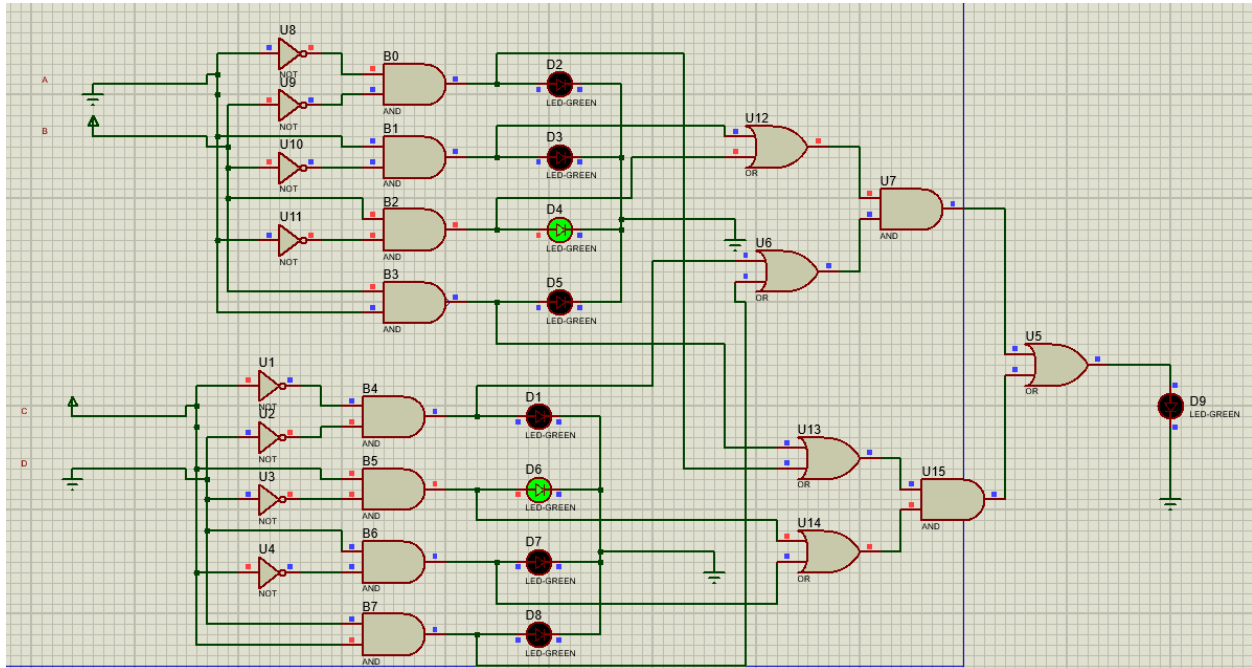 U8
NOT
B0
AND
D2
LED-GREEN
A
U9
NOT
B
B1
AND
D3
LED-GREEN
U10
NOT
U12
OR
B2
AND
D4
LED-GREEN
U7
AND
U11
NOT
U6
OR
B3
AND
D5
LED-GREEN
U5
OR
U1
NOT
B4
AND
D1
LED-GREEN
D9
LED-GREEN
C
U2
NOT
D
B5
AND
D6
LED-GREEN
U13
OR
U3
NOT
U15
AND
B6
AND
D7
LED-GREEN
U14
OR
U4
NOT
B7
AND
D8
LED-GREEN